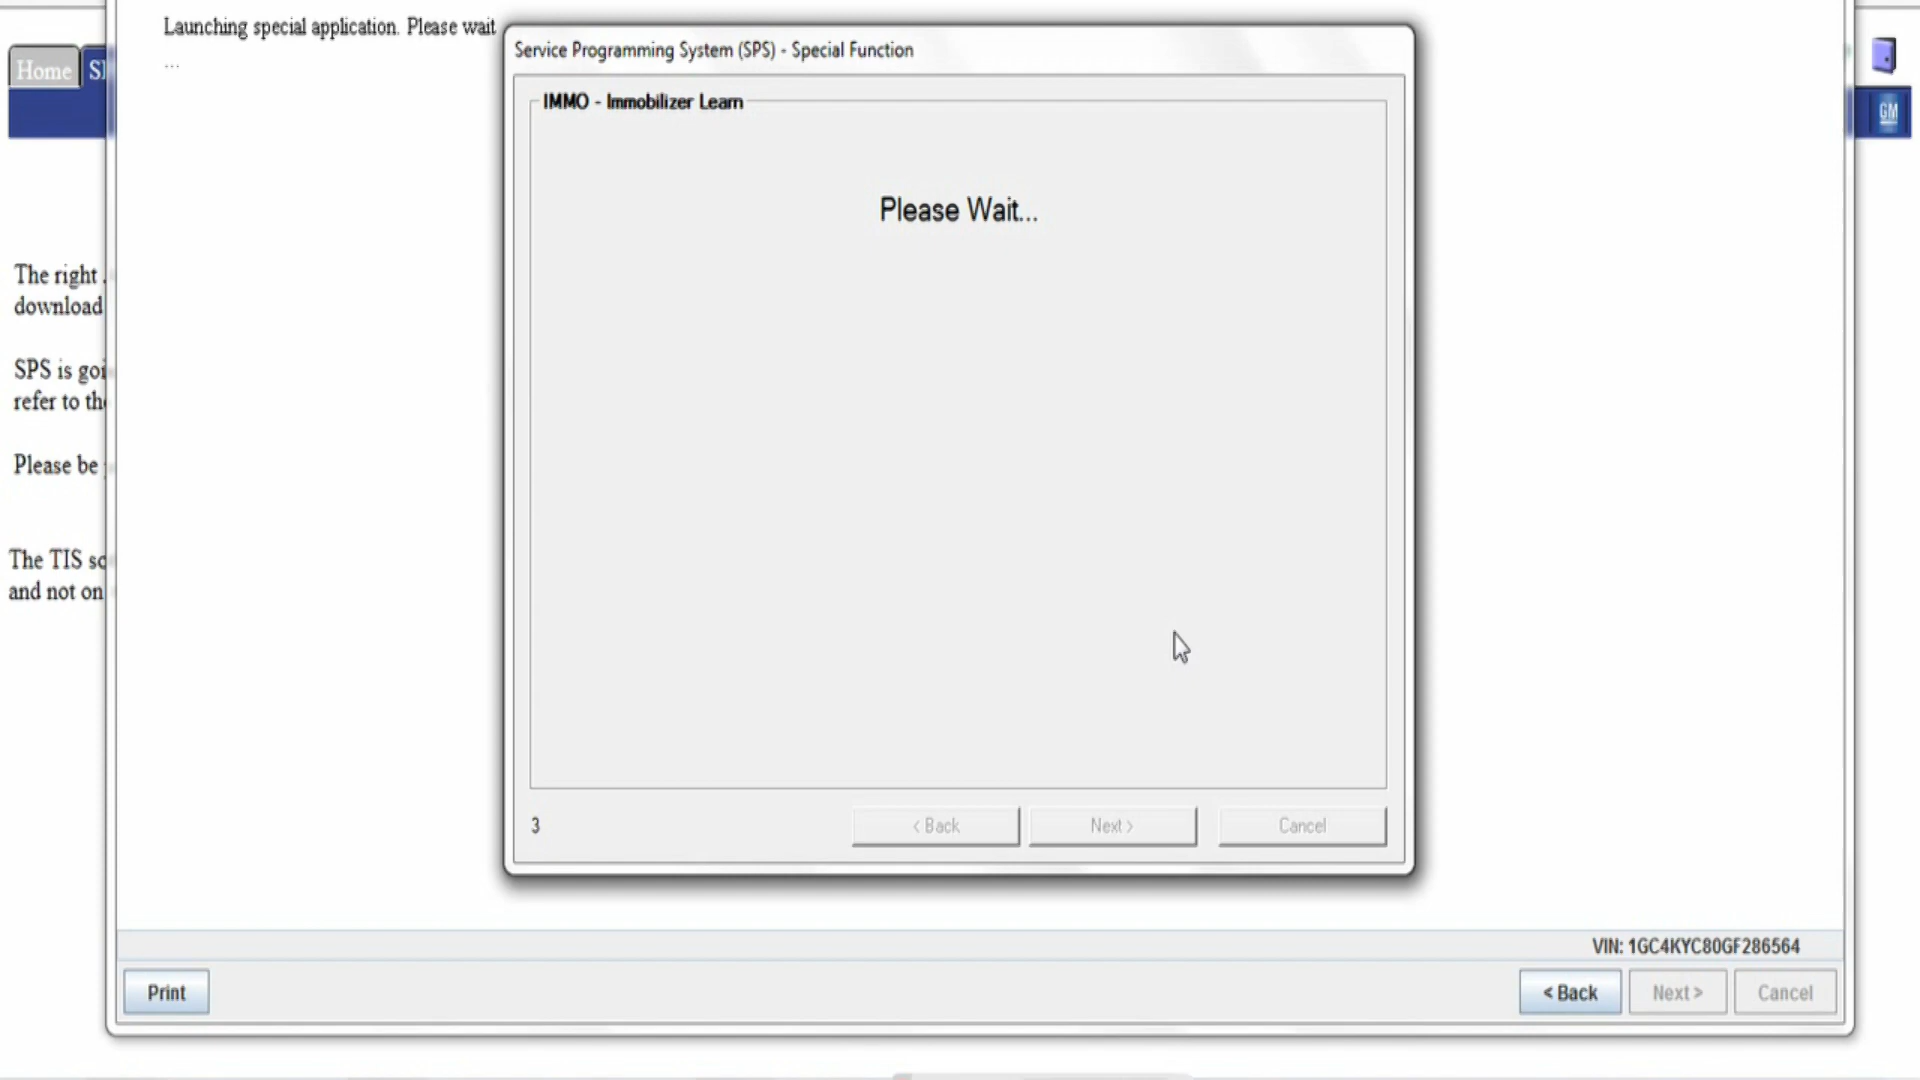 Launching special application. Please wait
...
Service Programming System (SPS) - Special Function
Home
GM
IMMO - Immobilizer Learn
Please Wait...
The right
download
SPS is
refer to
Please be
The TIS
and not on
3
< Back
Next >
Cancel
VIN: 1GC4KYC80GF286564
Print
< Back
Next >
Cancel